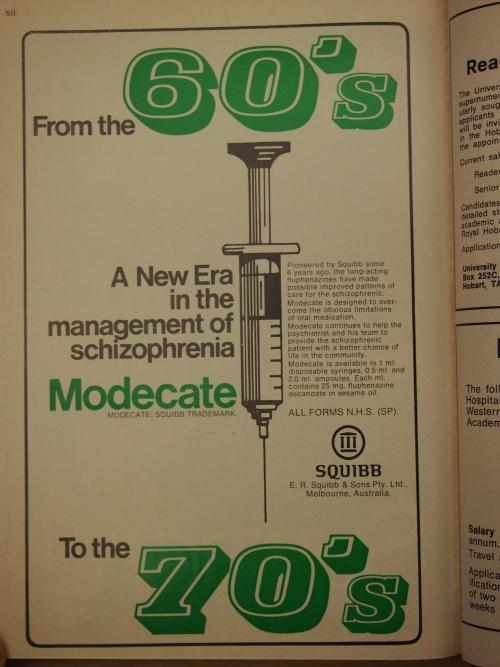 xii
From the
60's
A New Era
in the
management of
schizophrenia
Modecate
MODECATE: SQUIBB TRADEMARK.
Pioneered by Squibb some
6 years ago, the long-acting
fluphenazines have made
possible improved patterns of
care for the schizophrenic.
Modecate is designed to over-
come the obvious limitations
of oral medication.
Modecate continues to help the
psychiatrist and his team to
provide the schizophrenic
patient with a better chance of
life in the community.
Modecate is available in 1 ml.
disposable syringes, 0.5 ml. and
2.0 ml. ampoules. Each ml.
contains 25 mg. fluphenazine
decanoate in sesame oil.
ALL FORMS N.H.S. (SP).
SQUIBB
E. R. Squibb & Sons Pty. Ltd.,
Melbourne, Australia.
To the
70's
Rea
The Univers
supernumer
ularly soug
applicants
will be invi
in the Hob
the appoin
Current sal
Reader
Senior
Candidates
detailed st
academic
Royal Hoba
Application
University
Box 252C,
Hobart, TA
The foll
Hospita
Western
Academ
Salary
annum.
Travel
Applica
ification
of two
weeks